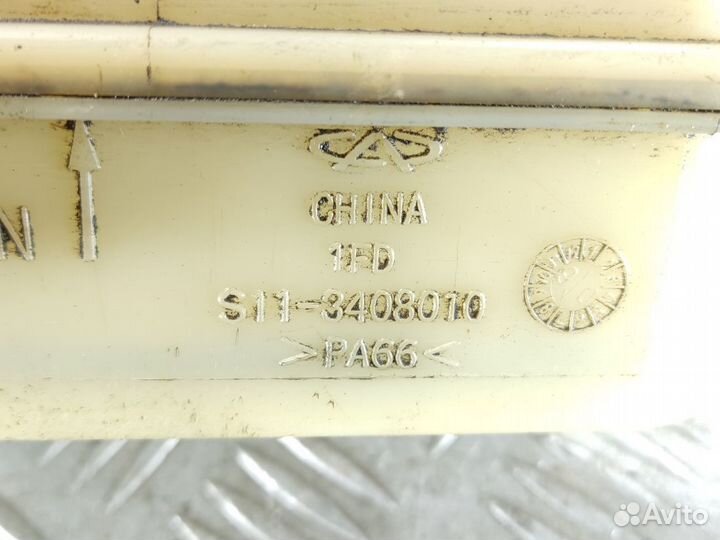 CHINA
1FD
S11-3408010
>PA66<
Avito